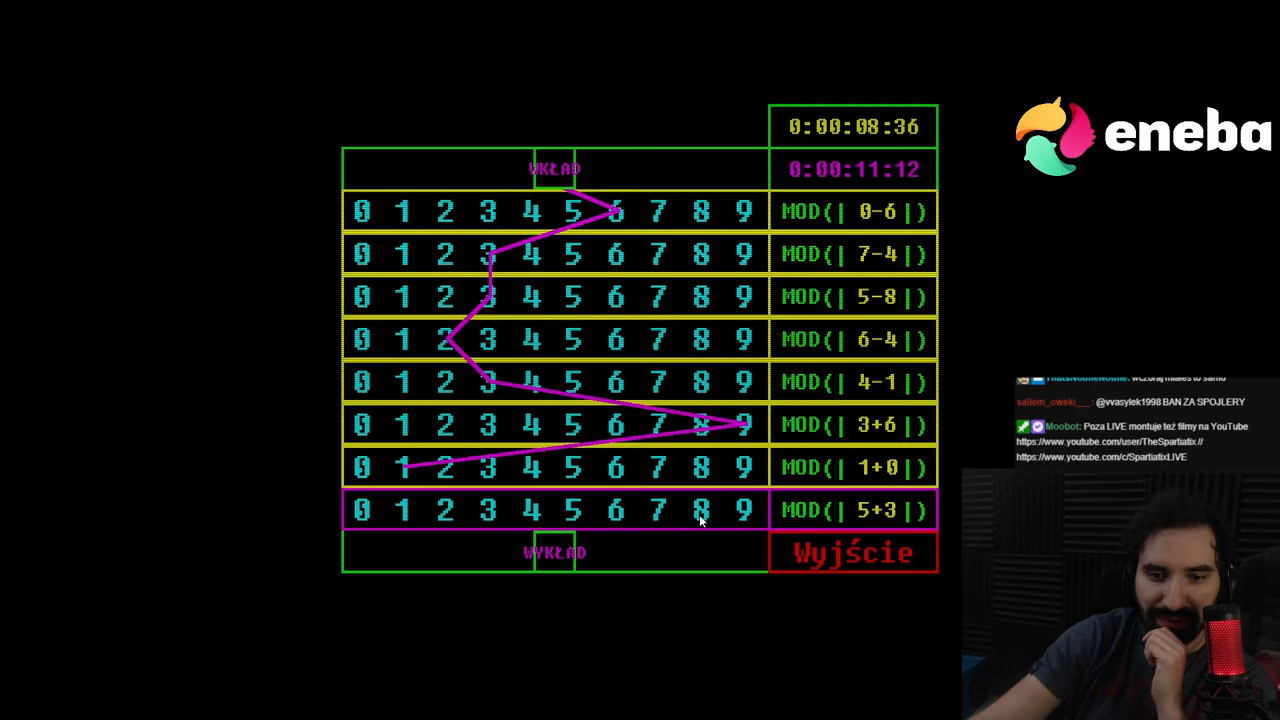 0:00:08:36
eneba
WKŁAD 0:00:11:12
0 1 2 3 4 5 6 7 8 9 MOD(| 0-6 |)
0 1 2 3 4 5 6 7 8 9 MOD(| 7-4 |)
0 1 2 3 4 5 6 7 8 9 MOD(| 5-8 |)
0 1 2 3 4 5 6 7 8 9 MOD(| 6-4 |)
0 1 2 3 4 5 6 7 8 9 MOD(| 4-1 |)
0 1 2 3 4 5 6 7 8 9 MOD(| 3+6 |)
0 1 2 3 4 5 6 7 8 9 MOD(| 1+0 |)
0 1 2 3 4 5 6 7 8 9 MOD(| 5+3 |)
WYKŁAD Wyjście
sallem_owski___: @vvasylek1998 BAN ZA SPOJLERY
Moobot: Poza LIVE montuje też filmy na YouTube
https://www.youtube.com/user/TheSpartiatix //
https://www.youtube.com/c/SpartiatixLIVE